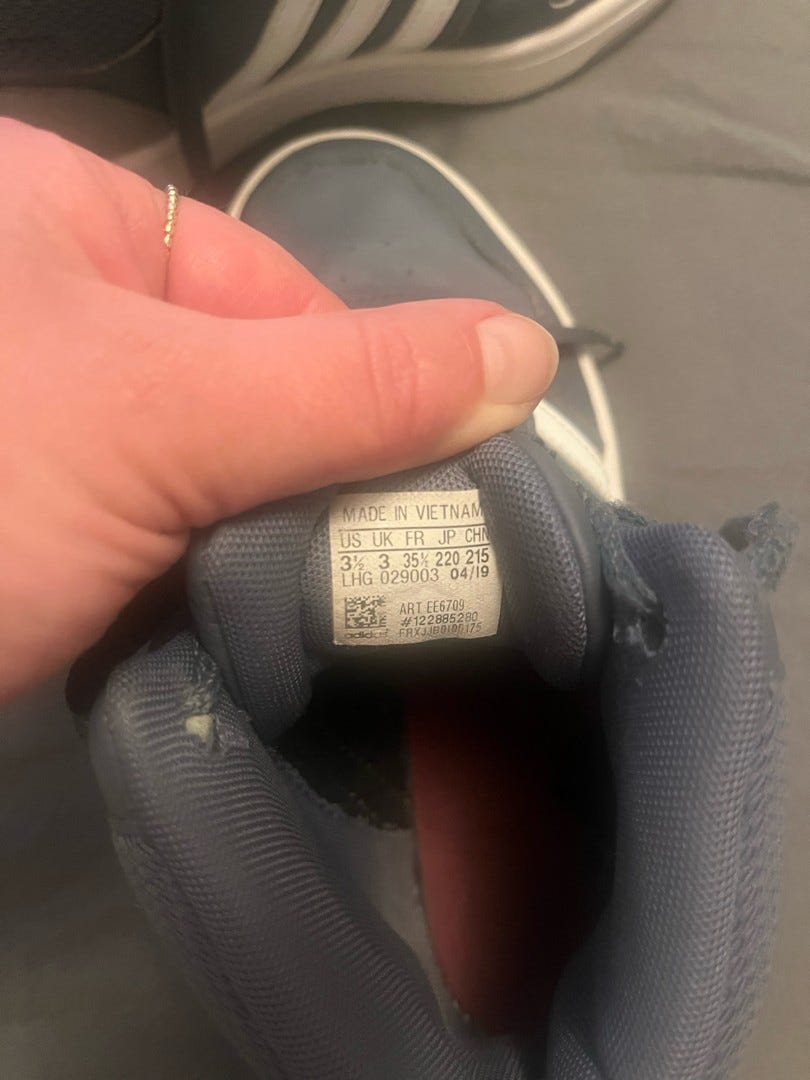 MADE IN VIETNAM
US UK FR JP CHN
3½ 3 35½ 220 215
LHG 029003 04/19
ART EE6709
#122885280
adidas